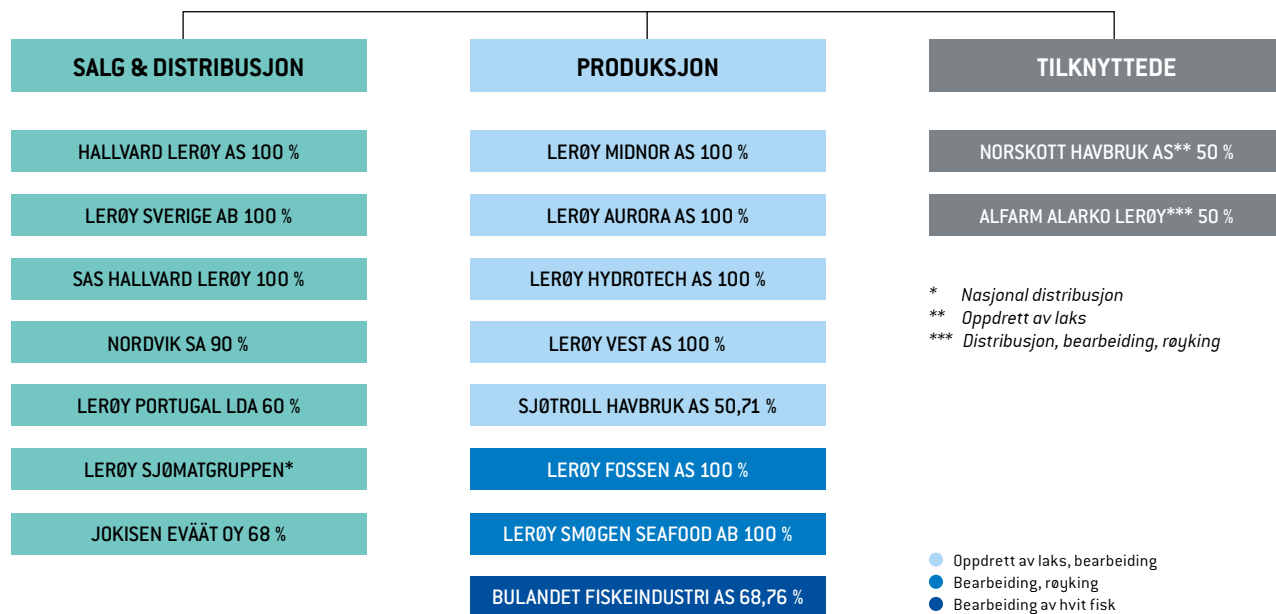 SALG & DISTRIBUSJON
HALLVARD LERØY AS 100 %
LERØY SVERIGE AB 100 %
SAS HALLVARD LERØY 100 %
NORDVIK SA 90 %
LERØY PORTUGAL LDA 60 %
LERØY SJØMATGRUPPEN*
JOKISEN EVÄÄT OY 68 %
PRODUKSJON
LERØY MIDNOR AS 100 %
LERØY AURORA AS 100 %
LERØY HYDROTECH AS 100 %
LERØY VEST AS 100 %
SJØTROLL HAVBRUK AS 50,71 %
LERØY FOSSEN AS 100 %
LERØY SMØGEN SEAFOOD AB 100 %
BULANDET FISKEINDUSTRI AS 68,76 %
TILKNYTTEDE
NORSKOTT HAVBRUK AS** 50 %
ALFARM ALARKO LERØY*** 50 %
* Nasjonal distribusjon
** Oppdrett av laks
*** Distribusjon, bearbeiding, røyking
Oppdrett av laks, bearbeiding
Bearbeiding, røyking
Bearbeiding av hvit fisk